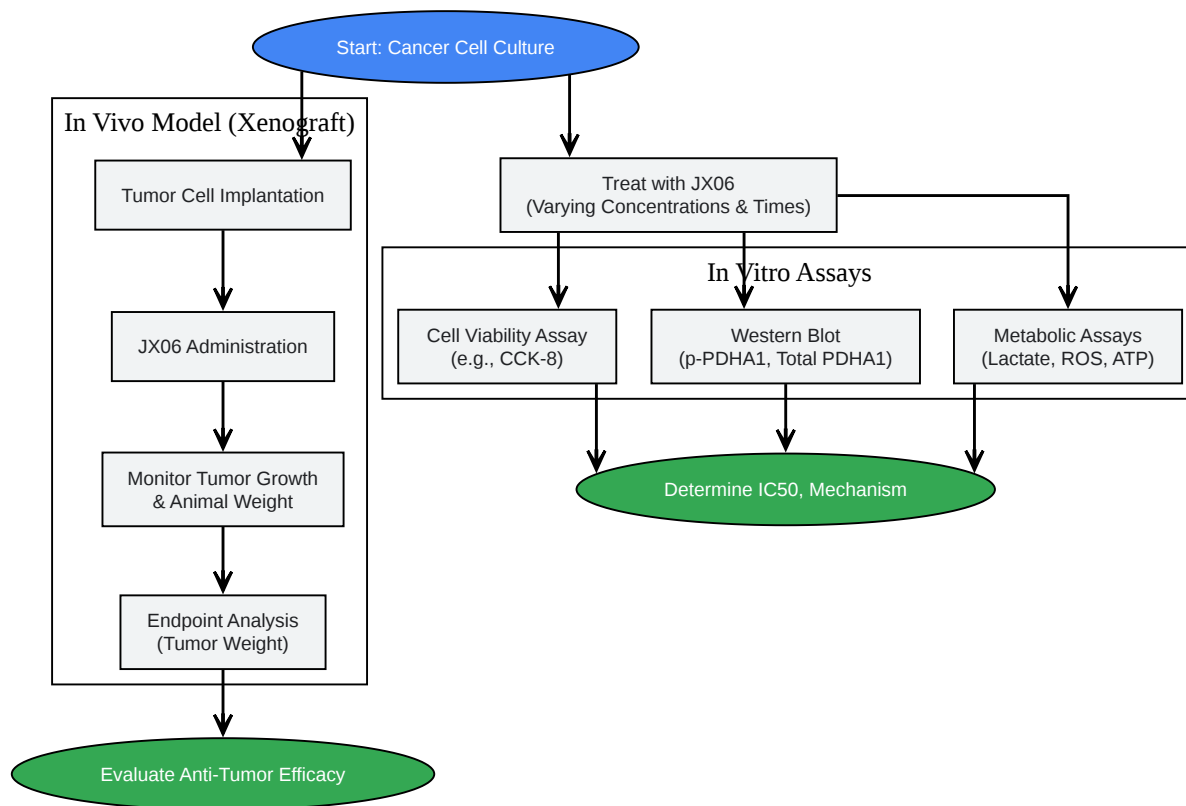 Start: Cancer Cell Culture
In Vivo Model (Xenograft)
Tumor Cell Implantation
JX06 Administration
Monitor Tumor Growth
& Animal Weight
Endpoint Analysis
(Tumor Weight)
Evaluate Anti-Tumor Efficacy
Treat with JX06
(Varying Concentrations & Times)
In Vitro Assays
Cell Viability Assay
(e.g., CCK-8)
Western Blot
(p-PDHA1, Total PDHA1)
Metabolic Assays
(Lactate, ROS, ATP)
Determine IC50, Mechanism